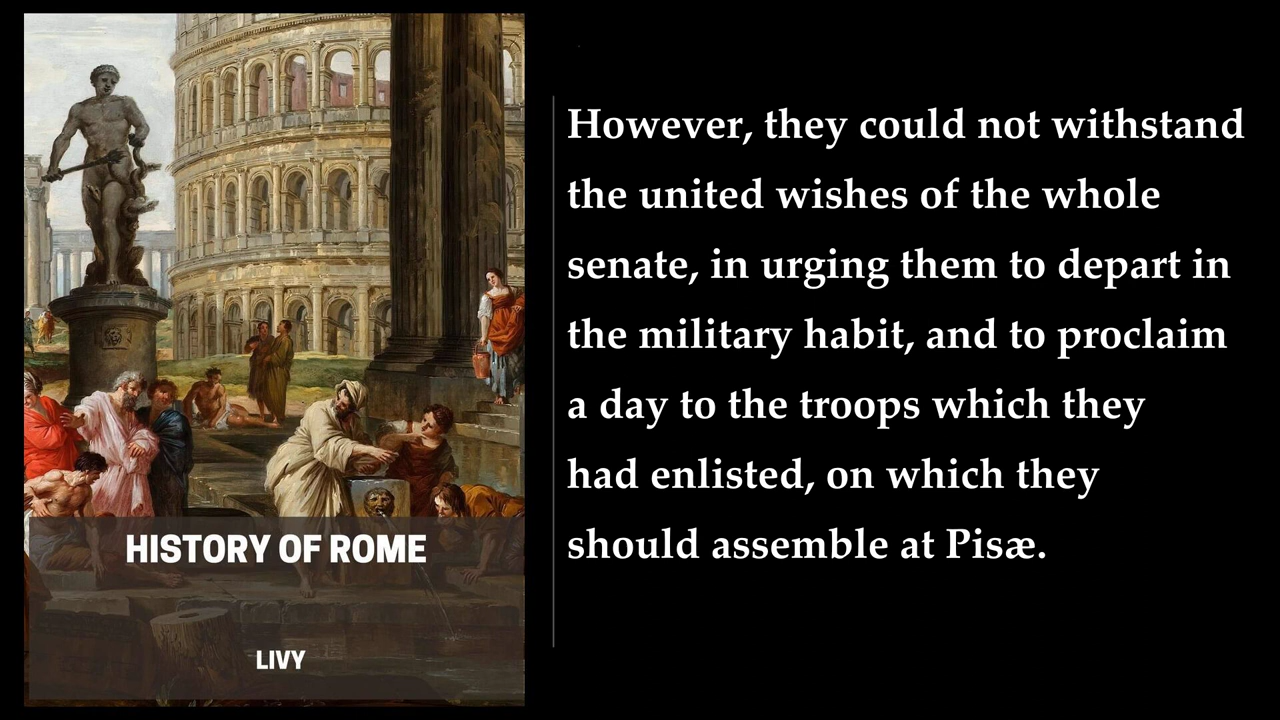 HISTORY OF ROME
LIVY
However, they could not withstand
the united wishes of the whole
senate, in urging them to depart in
the military habit, and to proclaim
a day to the troops which they
had enlisted, on which they
should assemble at Pisæ.